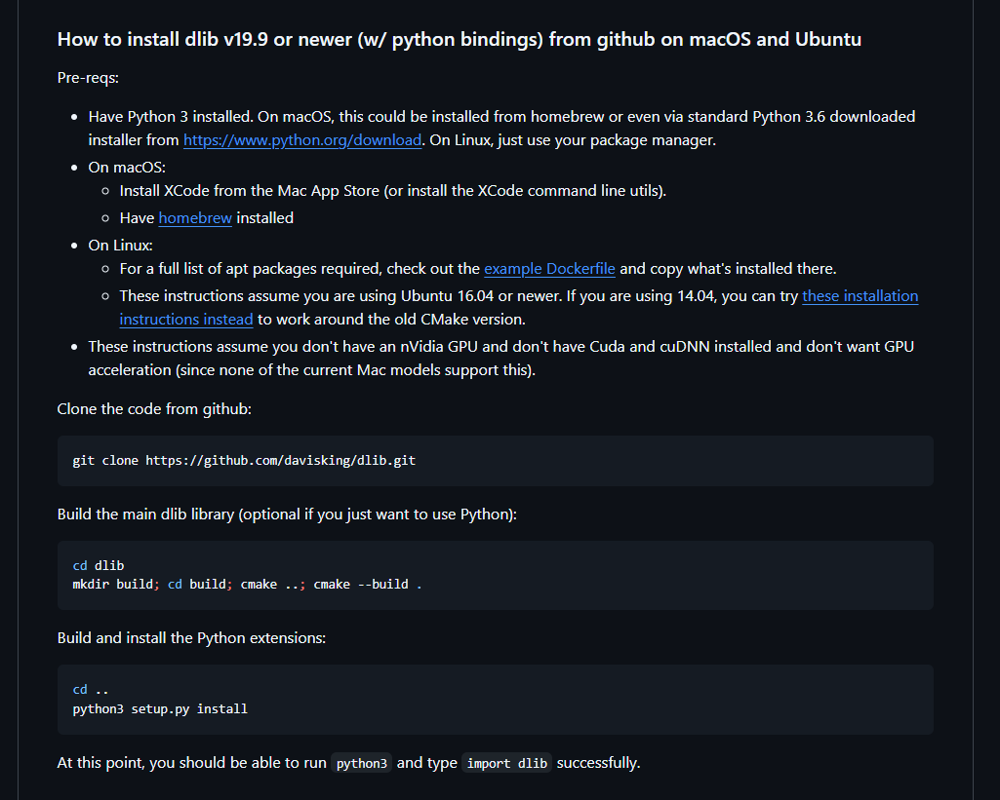 How to install dlib v19.9 or newer (w/ python bindings) from github on macOS and Ubuntu
Pre-reqs:
Have Python 3 installed. On macOS, this could be installed from homebrew or even via standard Python 3.6 downloaded
installer from https://www.python.org/download. On Linux, just use your package manager.
On macOS:
Install XCode from the Mac App Store (or install the XCode command line utils).
Have homebrew installed
On Linux:
For a full list of apt packages required, check out the example Dockerfile and copy what's installed there.
These instructions assume you are using Ubuntu 16.04 or newer. If you are using 14.04, you can try these installation
instructions instead to work around the old CMake version.
These instructions assume you don't have an nVidia GPU and don't have Cuda and cuDNN installed and don't want GPU
acceleration (since none of the current Mac models support this).
Clone the code from github:
git clone https://github.com/davisking/dlib.git
Build the main dlib library (optional if you just want to use Python):
cd dlib
mkdir build; cd build; cmake ..; cmake --build .
Build and install the Python extensions:
cd ..
python3 setup.py install
At this point, you should be able to run python3 and type import dlib successfully.